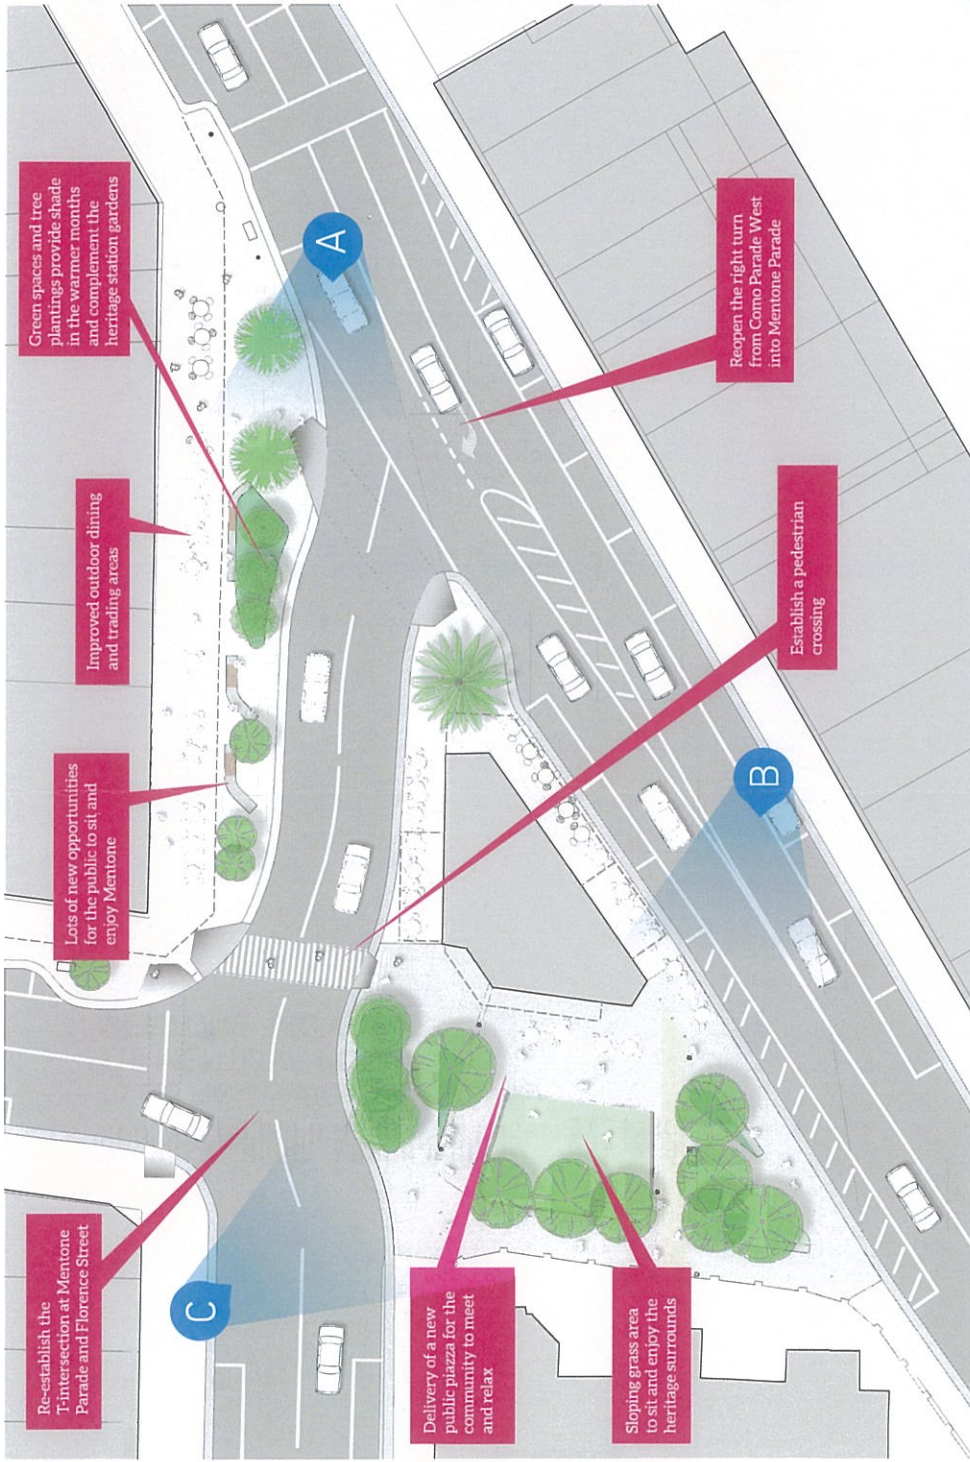 Re-establish the
T-intersection at Mentone
Parade and Florence Street
Lots of new opportunities
for the public to sit and
enjoy Mentone
Improved outdoor dining
and trading areas
Green spaces and tree
plantings provide shade
in the warmer months
and complement the
heritage station gardens
C
A
B
Delivery of a new
public piazza for the
community to meet
and relax
Sloping grass area
to sit and enjoy the
heritage surrounds
Establish a pedestrian
crossing
Reopen the right turn
from Como Parade West
into Mentone Parade